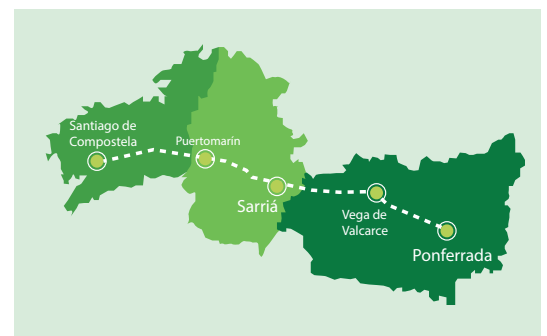 Santiago de
Compostela
Puertomarín
Sarriá
Vega de
Valcarce
Ponferrada